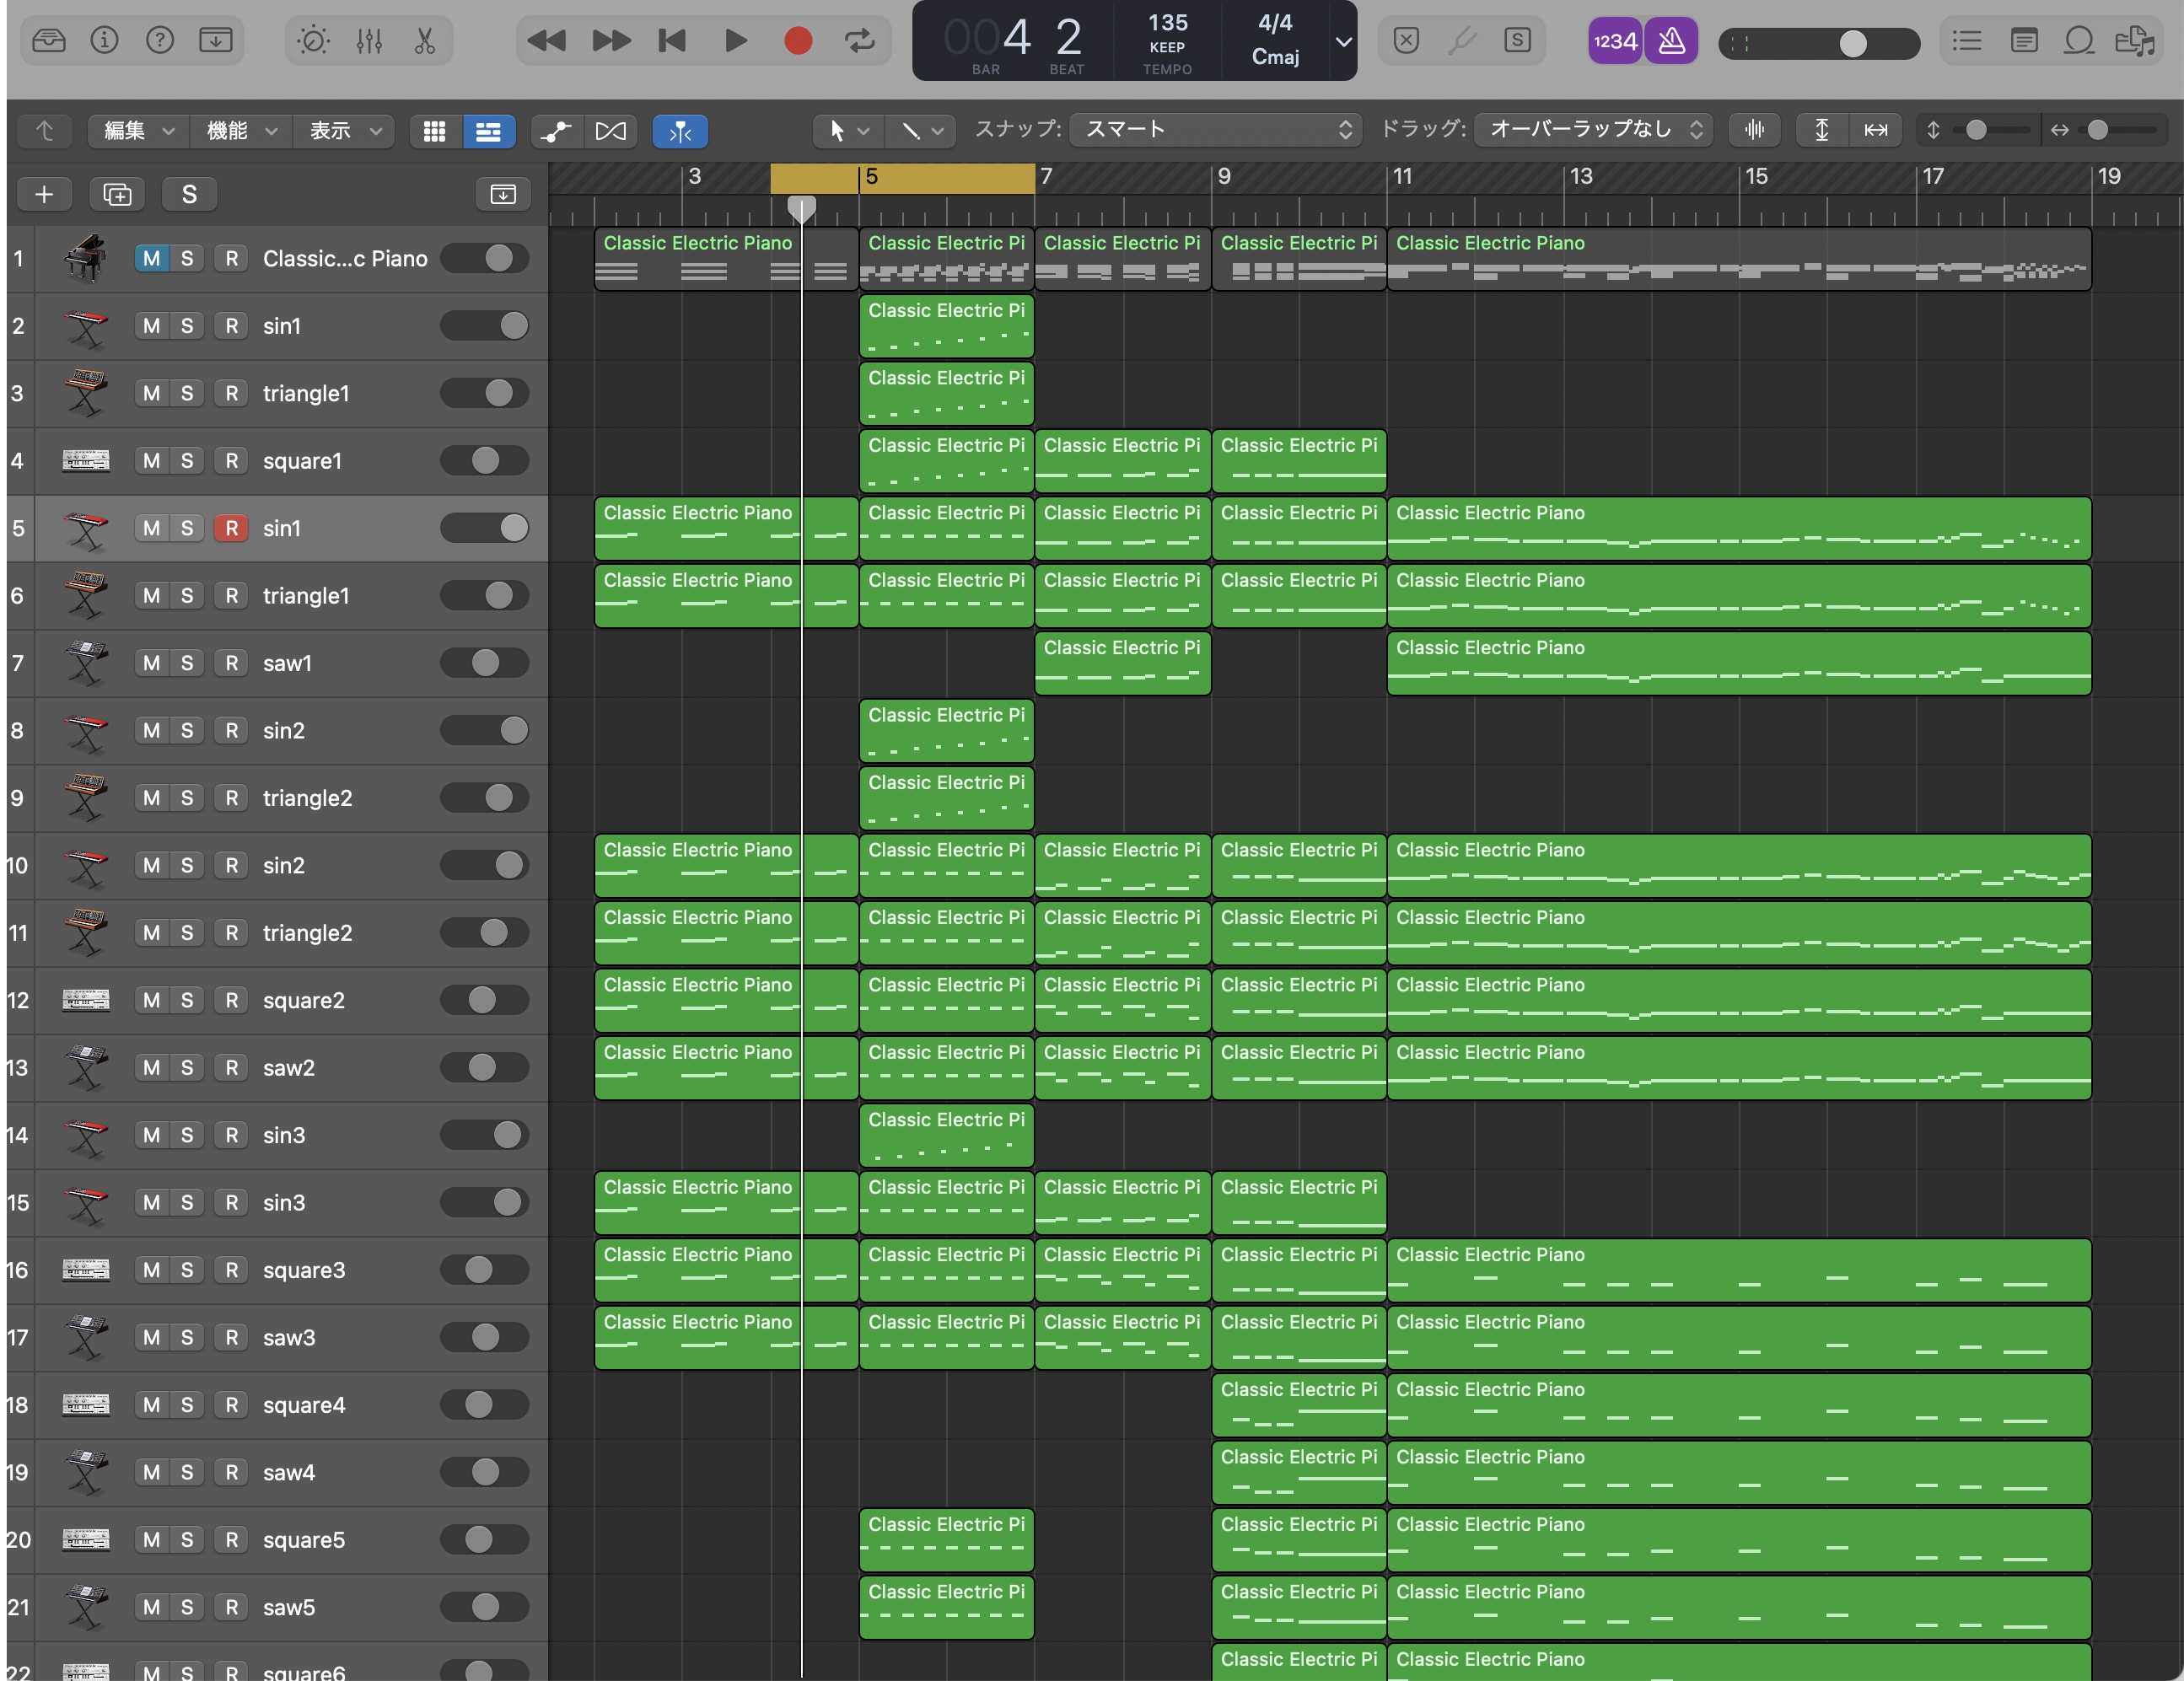 004 2 135 4/4 1234
KEEP Cmaj S
BAR BEAT TEMPO
編集 機能 表示 スナップ: スマート ドラッグ: オーバーラップなし
S 3 5 7 9 11 13 15 17 19
1 M S R Classic...c Piano Classic Electric Piano Classic Electric Pi Classic Electric Pi Classic Electric Pi Classic Electric Piano
2 M S R sin1 Classic Electric Pi
3 M S R triangle1 Classic Electric Pi
4 M S R square1 Classic Electric Pi Classic Electric Pi Classic Electric Pi
5 M S R sin1 Classic Electric Piano Classic Electric Pi Classic Electric Pi Classic Electric Pi Classic Electric Piano
6 M S R triangle1 Classic Electric Piano Classic Electric Pi Classic Electric Pi Classic Electric Pi Classic Electric Piano
7 M S R saw1 Classic Electric Pi Classic Electric Piano
8 M S R sin2 Classic Electric Pi
9 M S R triangle2 Classic Electric Pi
10 M S R sin2 Classic Electric Piano Classic Electric Pi Classic Electric Pi Classic Electric Pi Classic Electric Piano
11 M S R triangle2 Classic Electric Piano Classic Electric Pi Classic Electric Pi Classic Electric Pi Classic Electric Piano
12 M S R square2 Classic Electric Piano Classic Electric Pi Classic Electric Pi Classic Electric Pi Classic Electric Piano
13 M S R saw2 Classic Electric Piano Classic Electric Pi Classic Electric Pi Classic Electric Pi Classic Electric Piano
14 M S R sin3 Classic Electric Pi
15 M S R sin3 Classic Electric Piano Classic Electric Pi Classic Electric Pi Classic Electric Pi
16 M S R square3 Classic Electric Piano Classic Electric Pi Classic Electric Pi Classic Electric Pi Classic Electric Piano
17 M S R saw3 Classic Electric Piano Classic Electric Pi Classic Electric Pi Classic Electric Pi Classic Electric Piano
18 M S R square4 Classic Electric Pi Classic Electric Piano
19 M S R saw4 Classic Electric Pi Classic Electric Piano
20 M S R square5 Classic Electric Pi Classic Electric Pi Classic Electric Piano
21 M S R saw5 Classic Electric Pi Classic Electric Pi Classic Electric Piano
22 M S R square6 Classic Electric Pi Classic Electric Piano